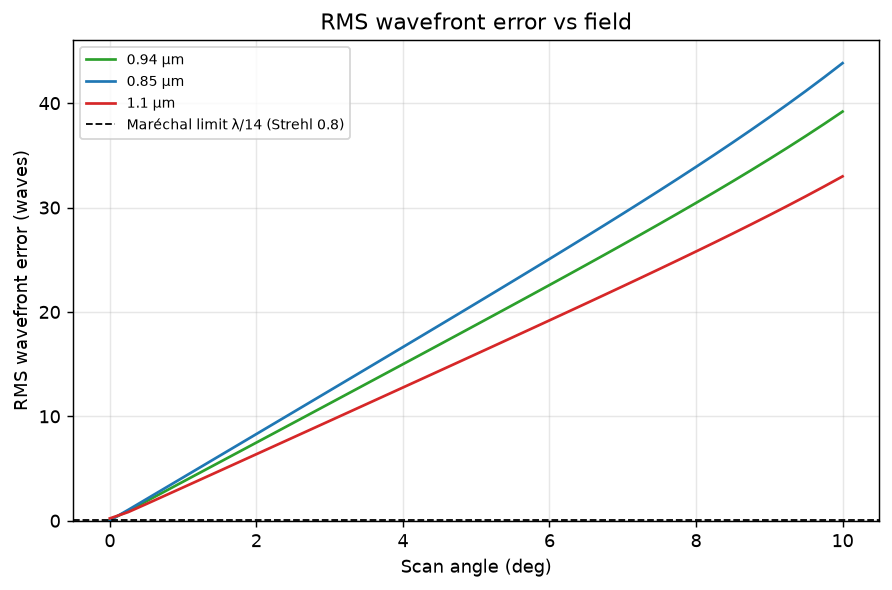 RMS wavefront error vs field
0.94 µm
0.85 µm
1.1 µm
Maréchal limit λ/14 (Strehl 0.8)
RMS wavefront error (waves)
40
30
20
10
0
0 2 4 6 8 10
Scan angle (deg)